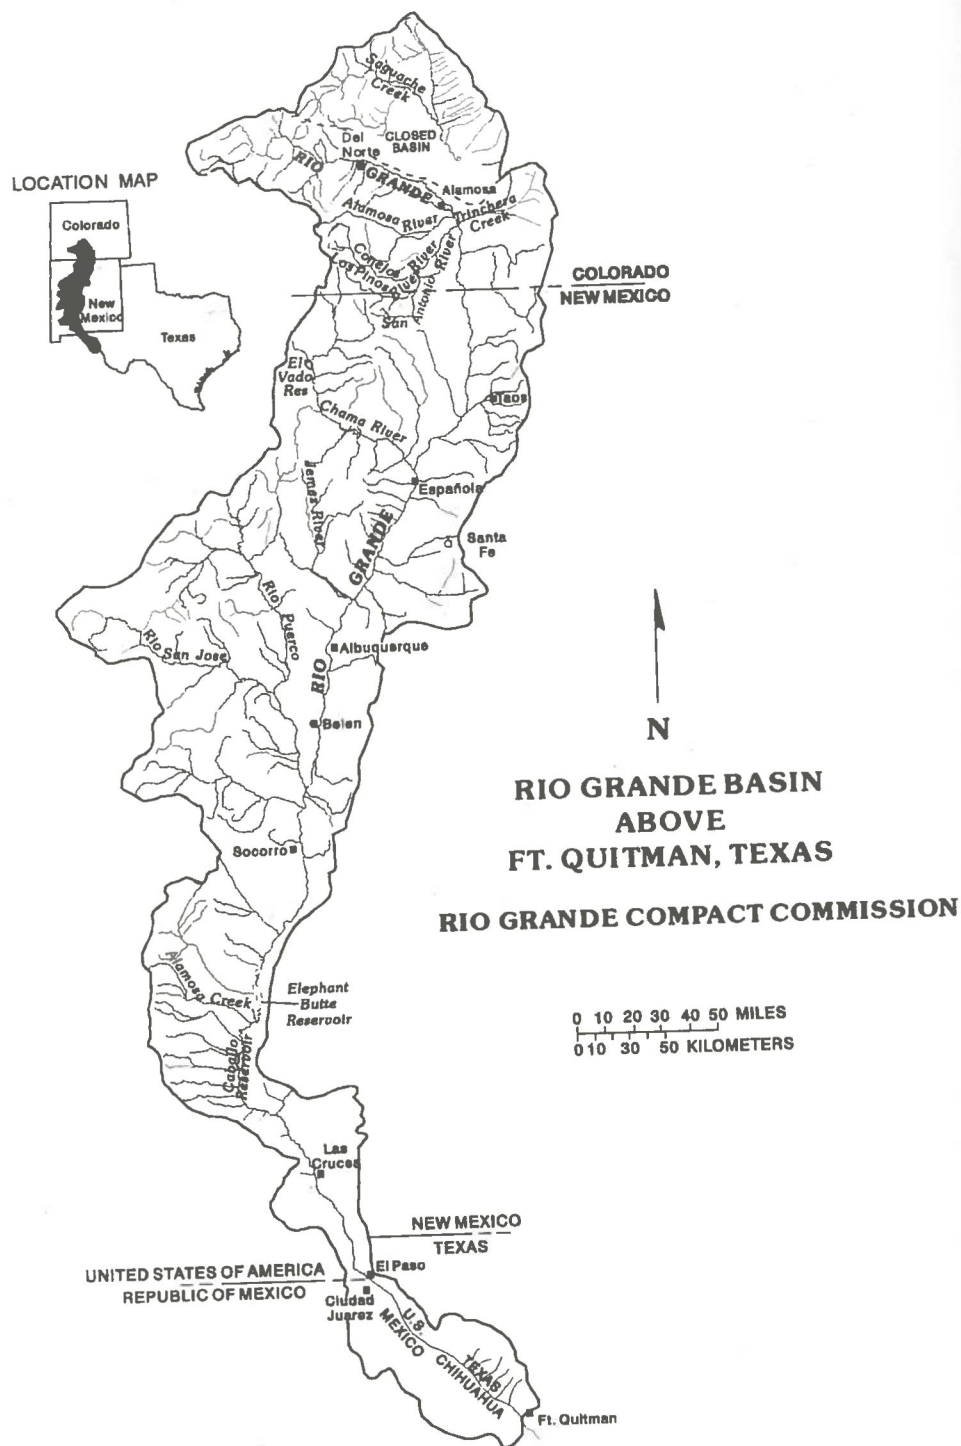 Saguache
Creek
Del
Norte
CLOSED
BASIN
RIO
GRANDE
Alamosa
Alamosa River
Trinchera
Creek
Conejos River
Los Pinos River
San
Antonio River
COLORADO
NEW MEXICO
LOCATION MAP
Colorado
New
Mexico
Texas
El
Vado
Res
Taos
Chama River
Jemez River
Española
GRANDE
Santa
Fe
Rio Puerco
Rio San Jose
Albuquerque
RIO
Belen
N
RIO GRANDE BASIN
ABOVE
FT. QUITMAN, TEXAS
RIO GRANDE COMPACT COMMISSION
Socorro
Alamosa Creek
Elephant
Butte
Reservoir
0 10 20 30 40 50 MILES
0 10 30 50 KILOMETERS
Caballo
Reservoir
Las
Cruces
NEW MEXICO
TEXAS
UNITED STATES OF AMERICA
REPUBLIC OF MEXICO
El Paso
Ciudad
Juarez
U.S.
MEXICO
TEXAS
CHIHUAHUA
Ft. Quitman